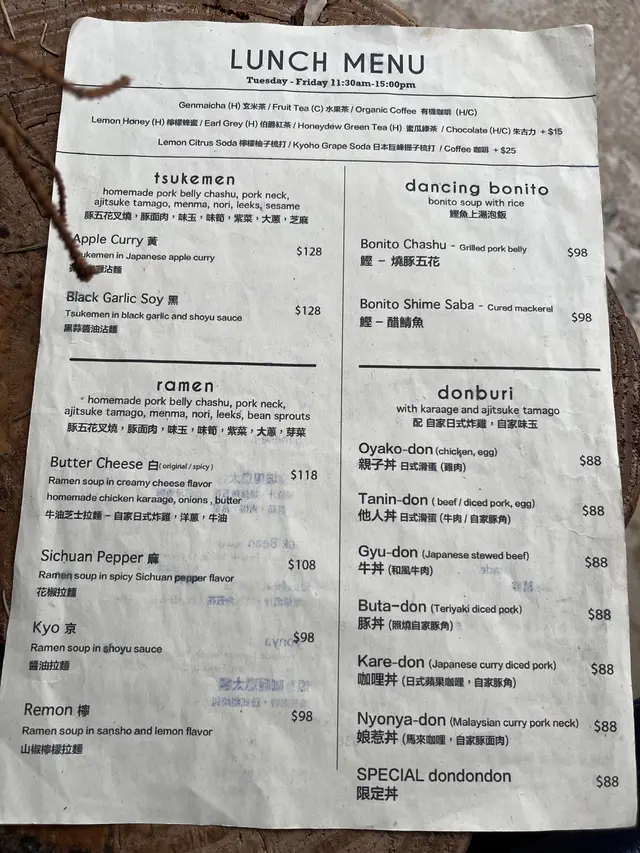 LUNCH MENU
Tuesday - Friday 11:30am-15:00pm
Genmaicha (H) 玄米茶 / Fruit Tea (C) 水果茶 / Organic Coffee 有機咖啡 (H/C)
Lemon Honey (H) 檸檬蜂蜜 / Earl Grey (H) 伯爵紅茶 / Honeydew Green Tea (H) 蜜瓜綠茶 / Chocolate (H/C) 朱古力 + $15
Lemon Citrus Soda 檸檬柚子梳打 / Kyoho Grape Soda 日本巨峰提子梳打 / Coffee 咖啡 + $25
tsukemen
homemade pork belly chashu, pork neck,
ajitsuke tamago, menma, nori, leeks, sesame
豚五花叉燒，豚面肉，味玉，味筍，紫菜，大蔥，芝麻
Apple Curry 黃 $128
Tsukemen in Japanese apple curry
沾麵
Black Garlic Soy 黑 $128
Tsukemen in black garlic and shoyu sauce
黑蒜醬油沾麵
ramen
homemade pork belly chashu, pork neck,
ajitsuke tamago, menma, nori, leeks, bean sprouts
豚五花叉燒，豚面肉，味玉，味筍，紫菜，大蔥，芽菜
Butter Cheese 白 (original / spicy) $118
Ramen soup in creamy cheese flavor
homemade chicken karaage, onions , butter
牛油芝士拉麵 – 自家日式炸雞，洋蔥，牛油
Sichuan Pepper 麻 $108
Ramen soup in spicy Sichuan pepper flavor
花椒拉麵
Kyo 京 $98
Ramen soup in shoyu sauce
醬油拉麵
Remon 檸 $98
Ramen soup in sansho and lemon flavor
山椒檸檬拉麵
dancing bonito
bonito soup with rice
鰹魚上湯泡飯
Bonito Chashu - Grilled pork belly $98
鰹 – 燒豚五花
Bonito Shime Saba - Cured mackerel $98
鰹 – 醋鯖魚
donburi
with karaage and ajitsuke tamago
配 自家日式炸雞，自家味玉
Oyako-don (chicken, egg) $88
親子丼 日式滑蛋 (雞肉)
Tanin-don ( beef / diced pork, egg) $88
他人丼 日式滑蛋 (牛肉 / 自家豚角)
Gyu-don (Japanese stewed beef) $88
牛丼 (和風牛肉)
Buta-don (Teriyaki diced pork) $88
豚丼 (照燒自家豚角)
Kare-don (Japanese curry diced pork) $88
咖哩丼 (日式蘋果咖哩，自家豚角)
Nyonya-don (Malaysian curry pork neck) $88
娘惹丼 (馬來咖哩，自家豚面肉)
SPECIAL dondondon $88
限定丼